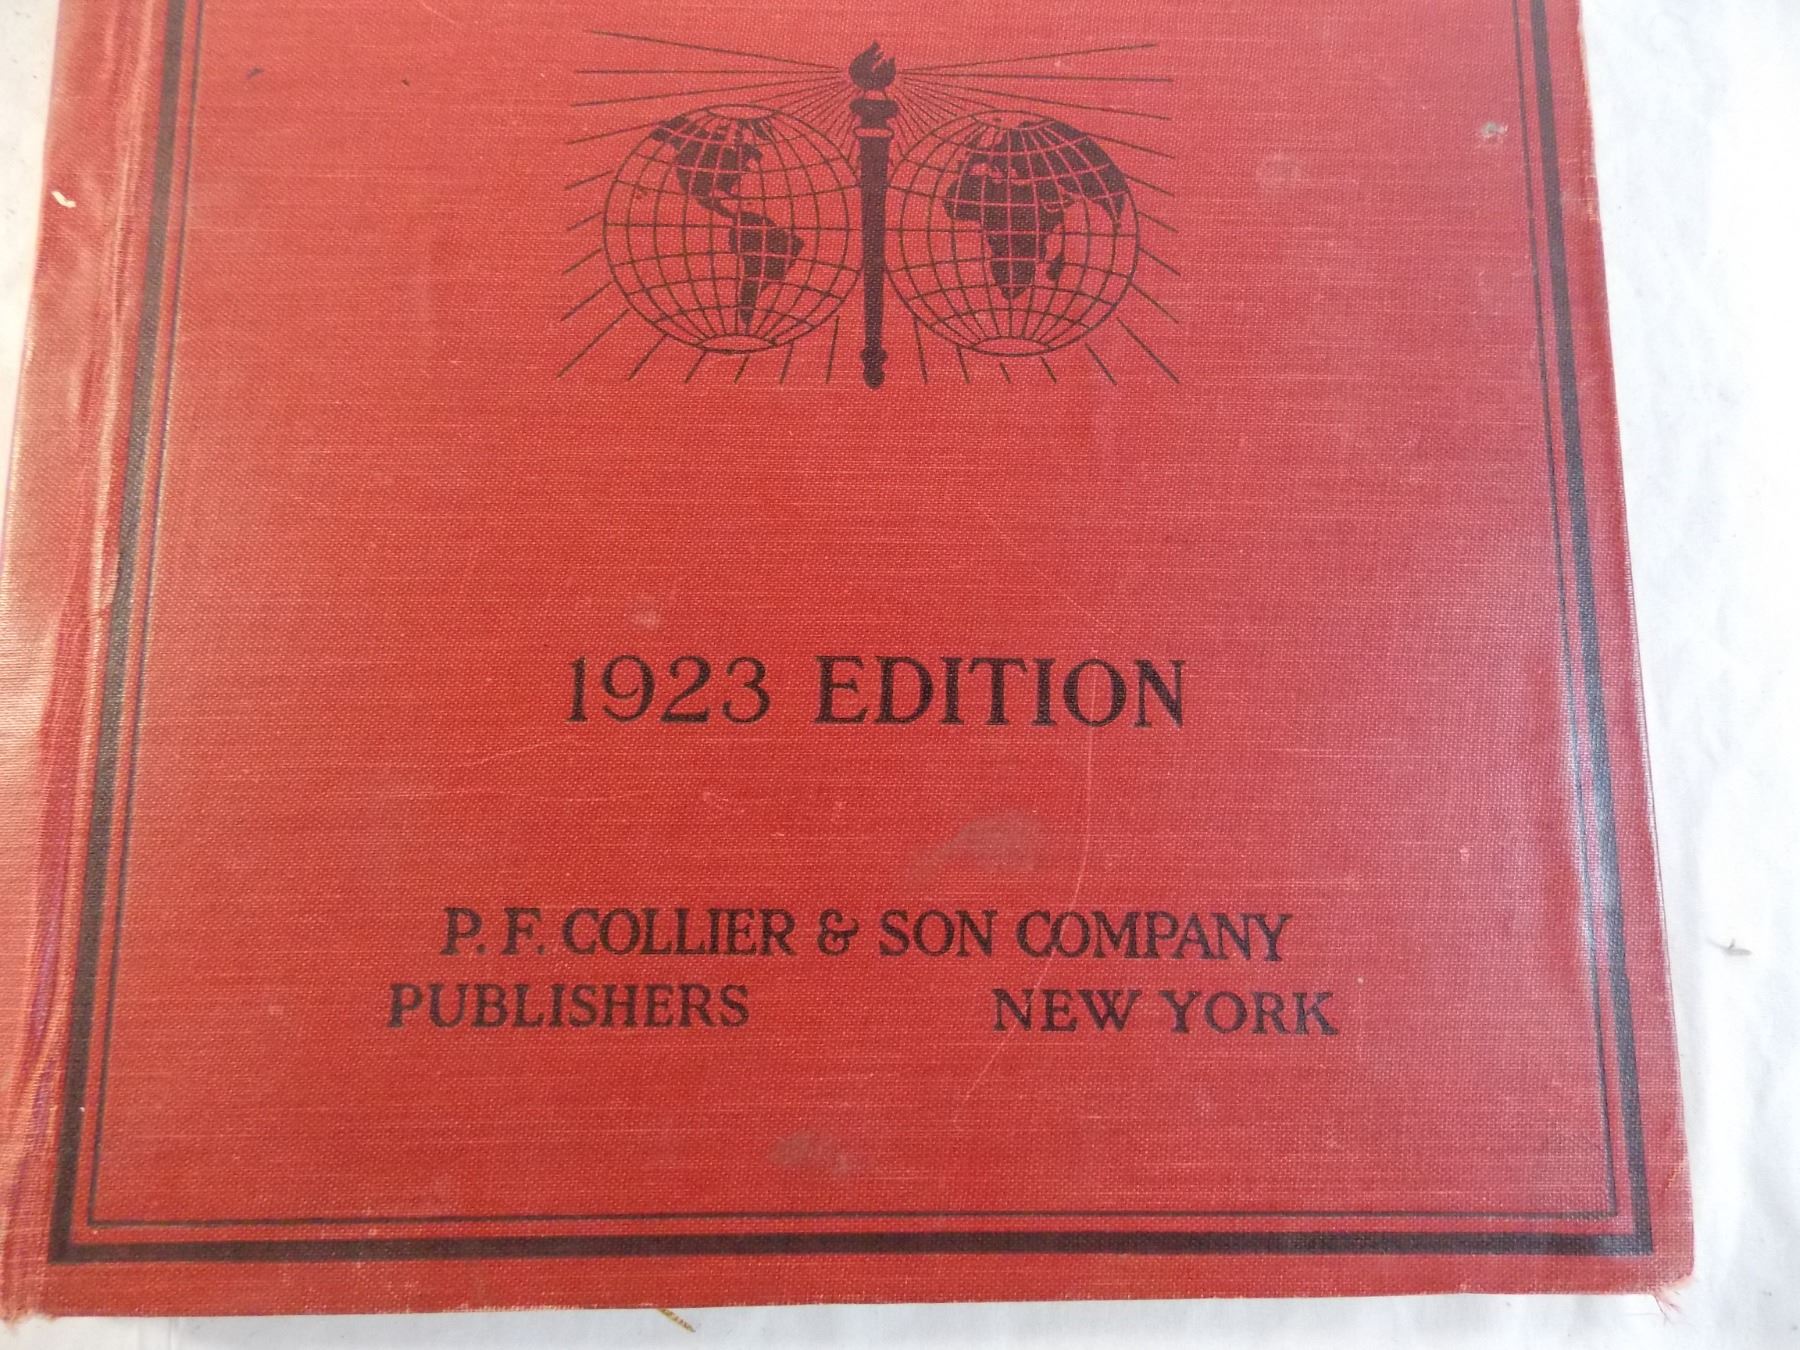 1923 EDITION
P. F. COLLIER & SON COMPANY
PUBLISHERS NEW YORK